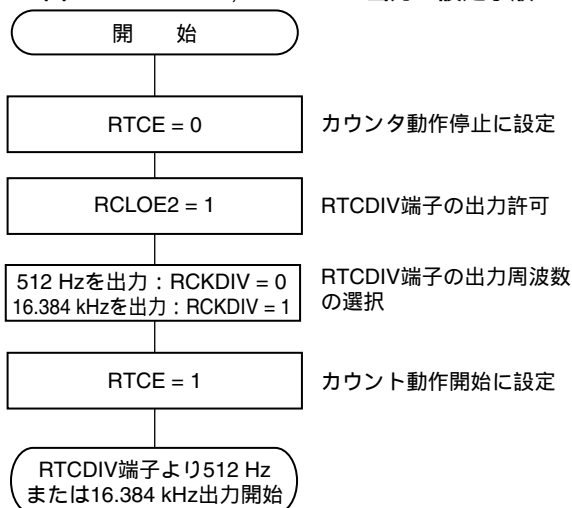 開 始
RTCE = 0
カウンタ動作停止に設定
RCLOE2 = 1
RTCDIV端子の出力許可
512 Hzを出力：RCKDIV = 0
16.384 kHzを出力：RCKDIV = 1
RTCDIV端子の出力周波数
の選択
RTCE = 1
カウント動作開始に設定
RTCDIV端子より512 Hz
または16.384 kHz出力開始